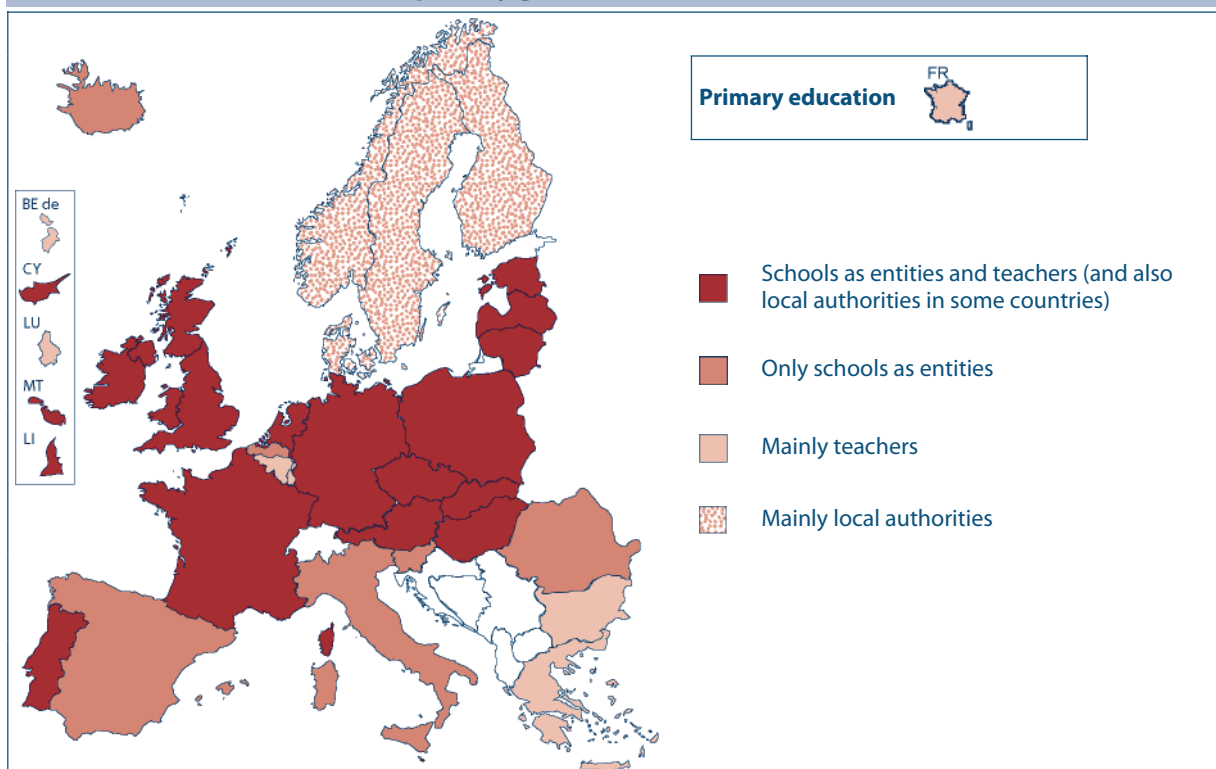 FR
Primary education
BE de
CY
LU
MT
LI
Schools as entities and teachers (and also
local authorities in some countries)
Only schools as entities
Mainly teachers
Mainly local authorities